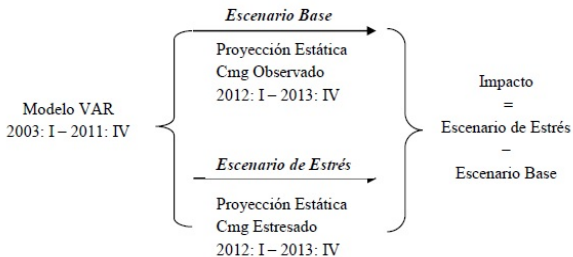 Modelo VAR
2003: I – 2011: IV
Escenario Base
Proyección Estática
Cmg Observado
2012: I – 2013: IV
Escenario de Estrés
Proyección Estática
Cmg Estresado
2012: I – 2013: IV
Impacto
=
Escenario de Estrés
–
Escenario Base